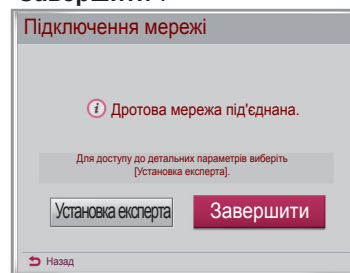 Завершити".
Підключення мережі
Дротова мережа під'єднана.
Для доступу до детальних параметрів виберіть
[Установка експерта].
Установка експерта
Завершити
Назад